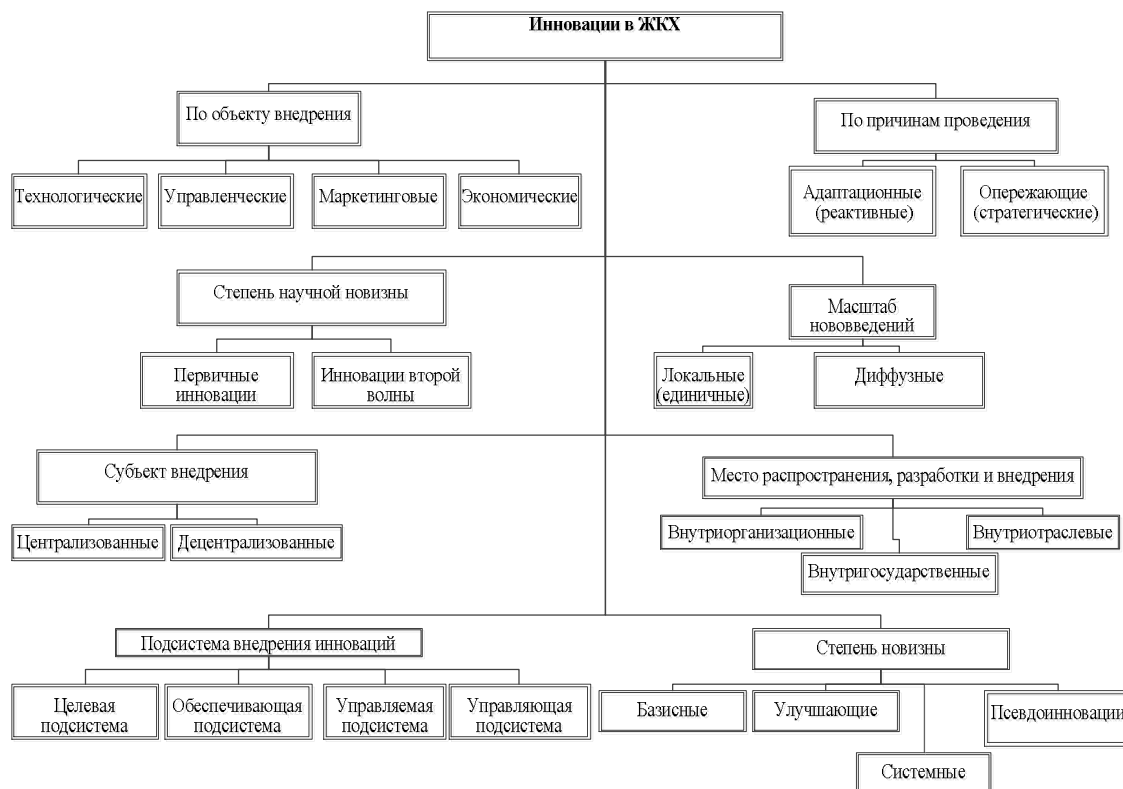 Инновации в ЖКХ
По объекту внедрения
По причинам проведения
Технологические
Управленческие
Маркетинговые
Экономические
Адаптационные
(реактивные)
Опережающие
(стратегические)
Степень научной новизны
Масштаб
нововведений
Первичные
инновации
Инновации второй
волны
Локальные
(единичные)
Диффузные
Субъект внедрения
Место распространения, разработки и внедрения
Централизованные
Децентрализованные
Внутриорганизационные
Внутриотраслевые
Внутригосударственные
Подсистема внедрения инноваций
Степень новизны
Целевая
подсистема
Обеспечивающая
подсистема
Управляемая
подсистема
Управляющая
подсистема
Базисные
Улучшающие
Псевдоинновации
Системные